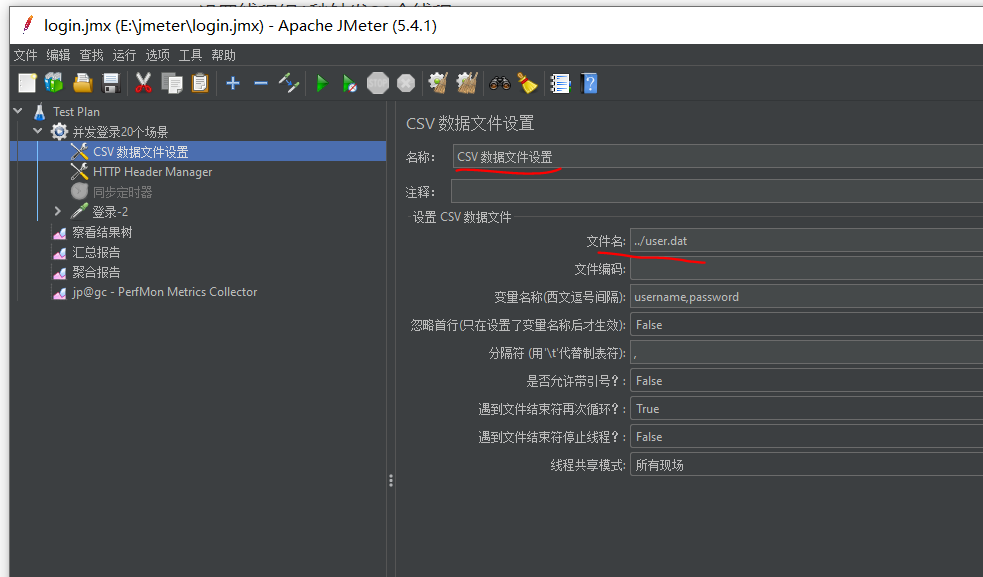 login.jmx (E:\jmeter\login.jmx) - Apache JMeter (5.4.1)
文件 编辑 查找 运行 选项 工具 帮助
STOP
Test Plan
并发登录20个场景
CSV 数据文件设置
HTTP Header Manager
同步定时器
登录-2
察看结果树
汇总报告
聚合报告
jp@gc - PerfMon Metrics Collector
CSV 数据文件设置
名称: CSV 数据文件设置
注释:
设置 CSV 数据文件
文件名: ../user.dat
文件编码:
变量名称(西文逗号间隔): username,password
忽略首行(只在设置了变量名称后才生效): False
分隔符 (用'\t'代替制表符): ,
是否允许带引号? : False
遇到文件结束符再次循环? : True
遇到文件结束符停止线程? : False
线程共享模式: 所有现场